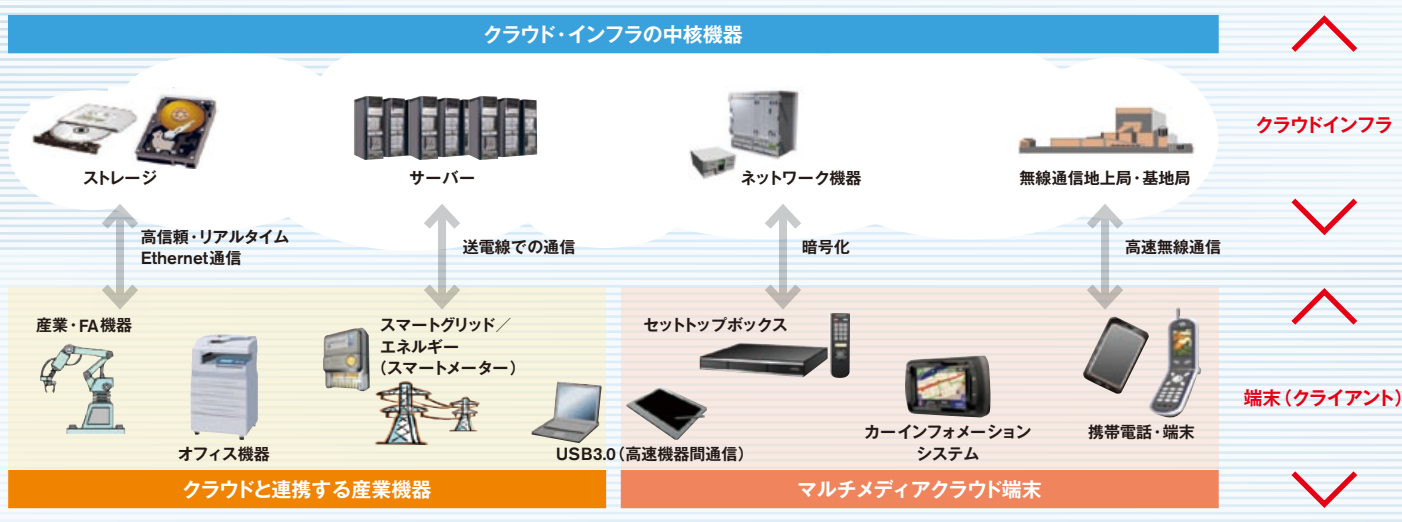 クラウド・インフラの中核機器
ストレージ
サーバー
ネットワーク機器
無線通信地上局・基地局
クラウドインフラ
高信頼・リアルタイム
Ethernet通信
送電線での通信
暗号化
高速無線通信
産業・FA機器
オフィス機器
スマートグリッド／
エネルギー
（スマートメーター）
USB3.0（高速機器間通信）
セットトップボックス
カーインフォメーション
システム
携帯電話・端末
端末（クライアント）
クラウドと連携する産業機器
マルチメディアクラウド端末